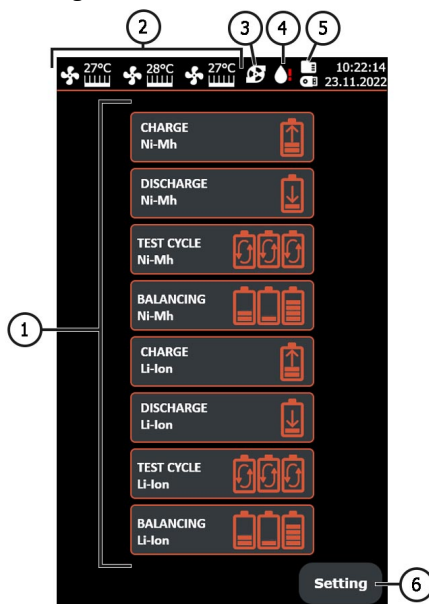 2 3 4 5
27°C 28°C 27°C ! 10:22:14
23.11.2022
CHARGE
Ni-Mh
DISCHARGE
Ni-Mh
TEST CYCLE
Ni-Mh
BALANCING
Ni-Mh
1
CHARGE
Li-Ion
DISCHARGE
Li-Ion
TEST CYCLE
Li-Ion
BALANCING
Li-Ion
Setting 6